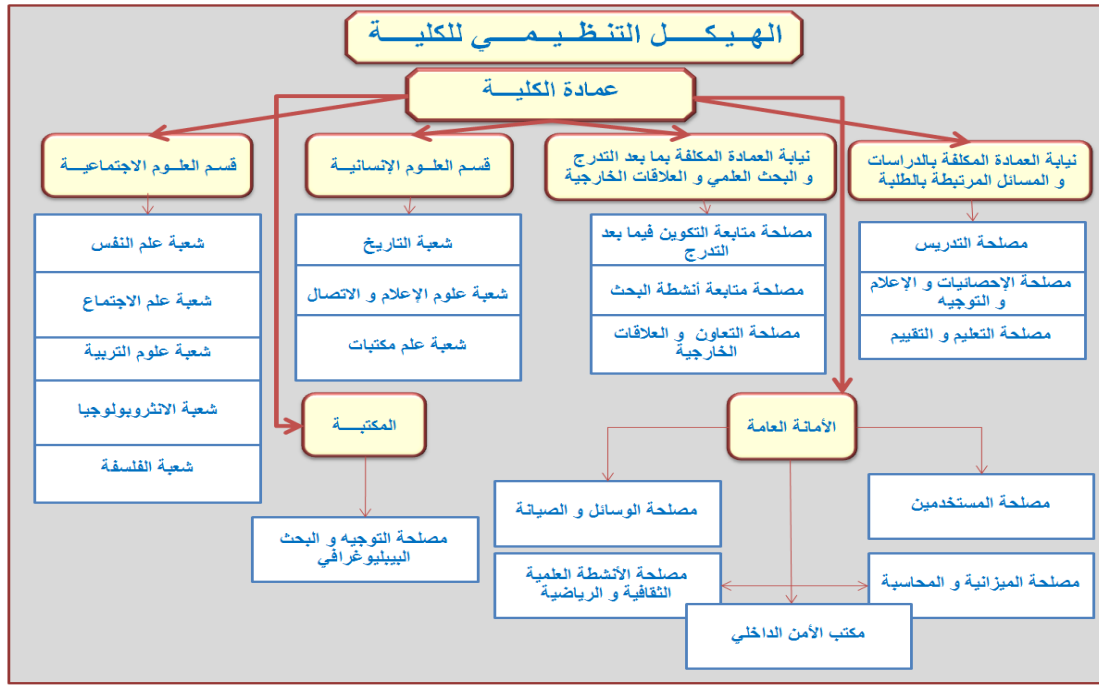 الهيكل التنظيمي للكلية
عمادة الكلية
نيابة العمادة المكلفة بالدراسات
و المسائل المرتبطة بالطلبة
مصلحة التدريس
مصلحة الإحصائيات و الإعلام
و التوجيه
مصلحة التعليم و التقييم
نيابة العمادة المكلفة بما بعد التدرج
و البحث العلمي و العلاقات الخارجية
مصلحة متابعة التكوين فيما بعد
التدرج
مصلحة متابعة أنشطة البحث
مصلحة التعاون و العلاقات
الخارجية
قسم العلوم الإنسانية
شعبة التاريخ
شعبة علوم الإعلام و الاتصال
شعبة علم مكتبات
قسم العلوم الاجتماعية
شعبة علم النفس
شعبة علم الاجتماع
شعبة علوم التربية
شعبة الانثروبولوجيا
شعبة الفلسفة
الأمانة العامة
مصلحة المستخدمين
مصلحة الوسائل و الصيانة
مصلحة الميزانية و المحاسبة
مصلحة الأنشطة العلمية
الثقافية و الرياضية
مكتب الأمن الداخلي
المكتبة
مصلحة التوجيه و البحث
البيبليوغرافي